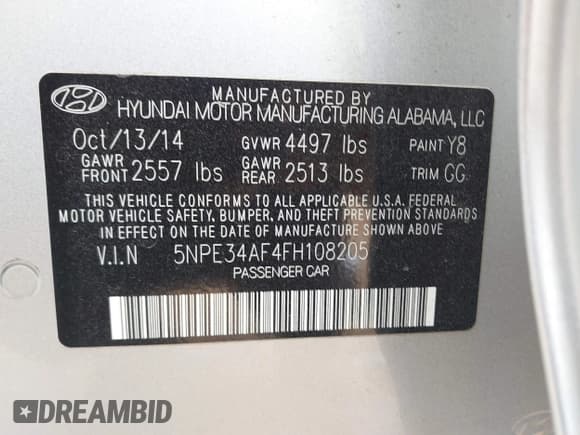 MANUFACTURED BY
HYUNDAI MOTOR MANUFACTURING ALABAMA, LLC
Oct/13/14 GVWR 4497 lbs PAINT Y8
GAWR FRONT 2557 lbs GAWR REAR 2513 lbs TRIM GG
THIS VEHICLE CONFORMS TO ALL APPLICABLE U.S.A. FEDERAL
MOTOR VEHICLE SAFETY, BUMPER, AND THEFT PREVENTION STANDARDS
IN EFFECT ON THE DATE OF MANUFACTURE SHOWN ABOVE
V.I.N 5NPE34AF4FH108205
PASSENGER CAR
DREAMBID